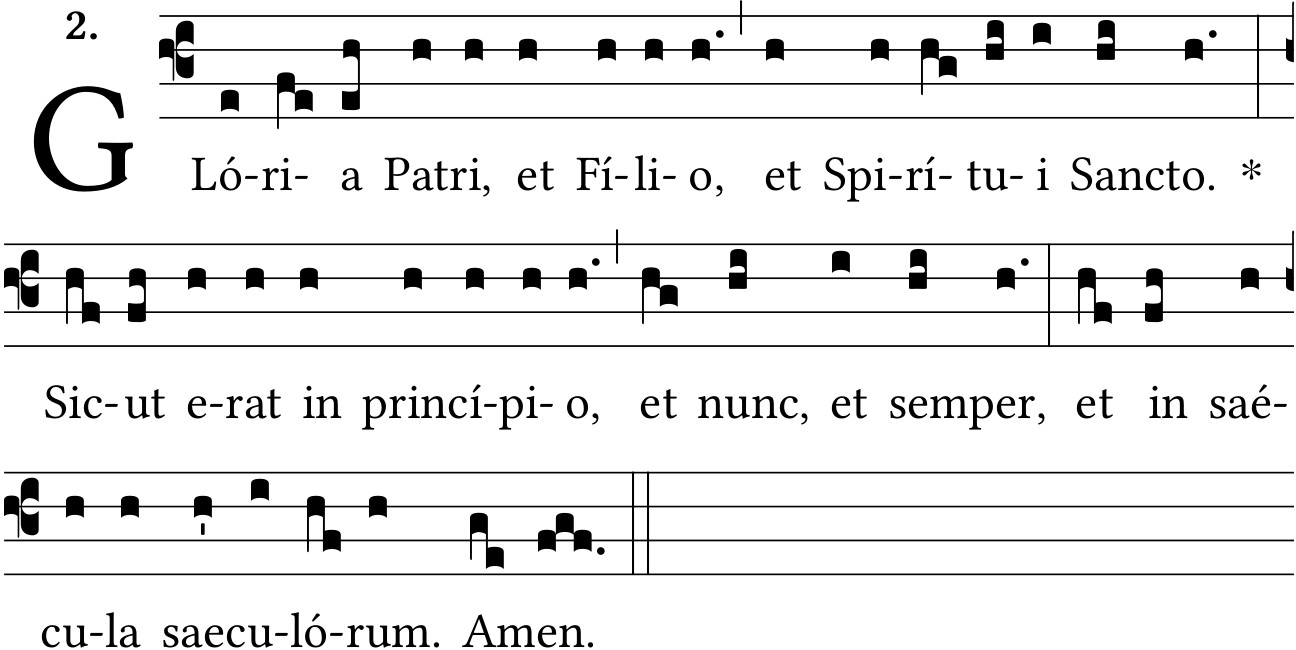 2.
GLó-ri- a Patri, et Fí-li- o, et Spi-rí- tu- i Sancto. *
Sic-ut e-rat in princí-pi- o, et nunc, et semper, et in saé-
cu-la saecu-ló-rum. Amen.